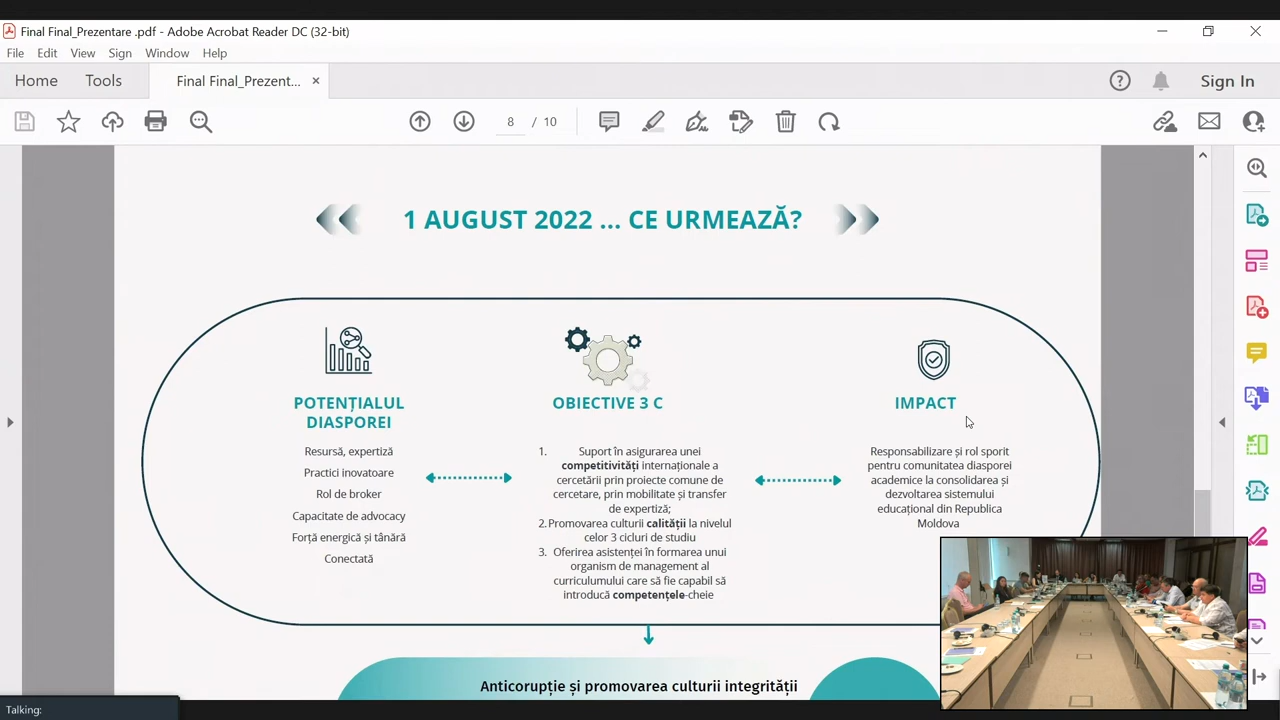 Final Final_Prezentare .pdf - Adobe Acrobat Reader DC (32-bit)
File Edit View Sign Window Help
Home Tools Final Final_Prezent... × Sign In
8 / 10
1 AUGUST 2022 ... CE URMEAZĂ?
POTENȚIALUL
DIASPOREI
Resursă, expertiză
Practici inovatoare
Rol de broker
Capacitate de advocacy
Forță energică și tânără
Conectată
OBIECTIVE 3 C
1. Suport în asigurarea unei
competitivități internaționale a
cercetării prin proiecte comune de
cercetare, prin mobilitate și transfer
de expertiză;
2. Promovarea culturii calității la nivelul
celor 3 cicluri de studiu
3. Oferirea asistenței în formarea unui
organism de management al
curriculumului care să fie capabil să
introducă competențele-cheie
IMPACT
Responsabilizare și rol sporit
pentru comunitatea diasporei
academice la consolidarea și
dezvoltarea sistemului
educațional din Republica
Moldova
Anticorupție și promovarea culturii integrității
Talking: